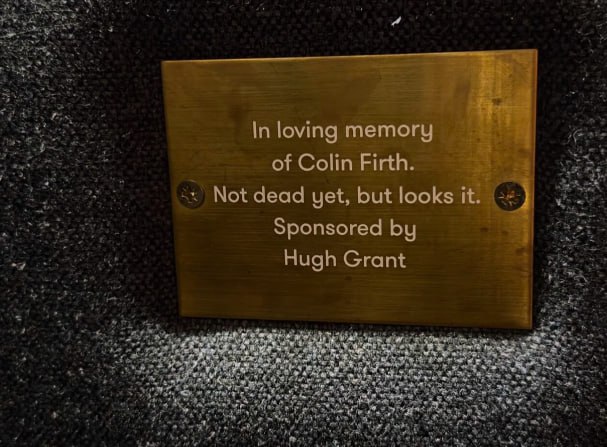 In loving memory
of Colin Firth.
Not dead yet, but looks it.
Sponsored by
Hugh Grant